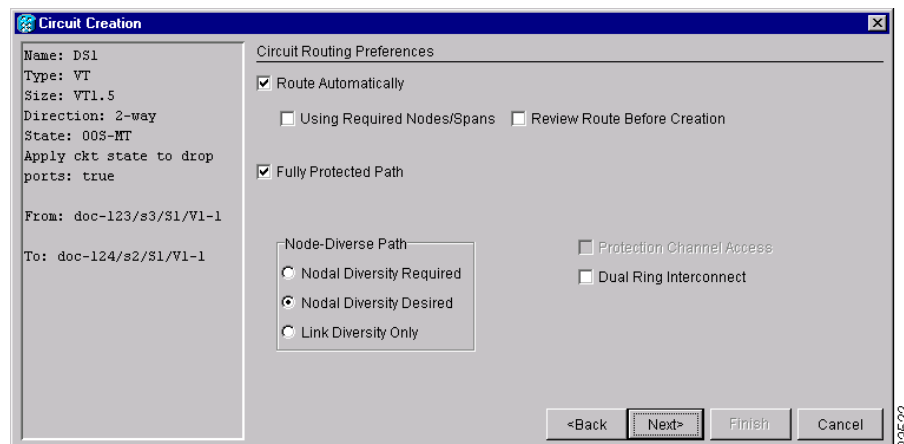 Circuit Creation
Name: DS1
Type: VT
Size: VT1.5
Direction: 2-way
State: OOS-MT
Apply ckt state to drop
ports: true
From: doc-123/s3/S1/V1-1
To: doc-124/s2/S1/V1-1
Circuit Routing Preferences
Route Automatically
Using Required Nodes/Spans
Review Route Before Creation
Fully Protected Path
Node-Diverse Path
Nodal Diversity Required
Nodal Diversity Desired
Link Diversity Only
Protection Channel Access
Dual Ring Interconnect
<Back
Next>
Finish
Cancel